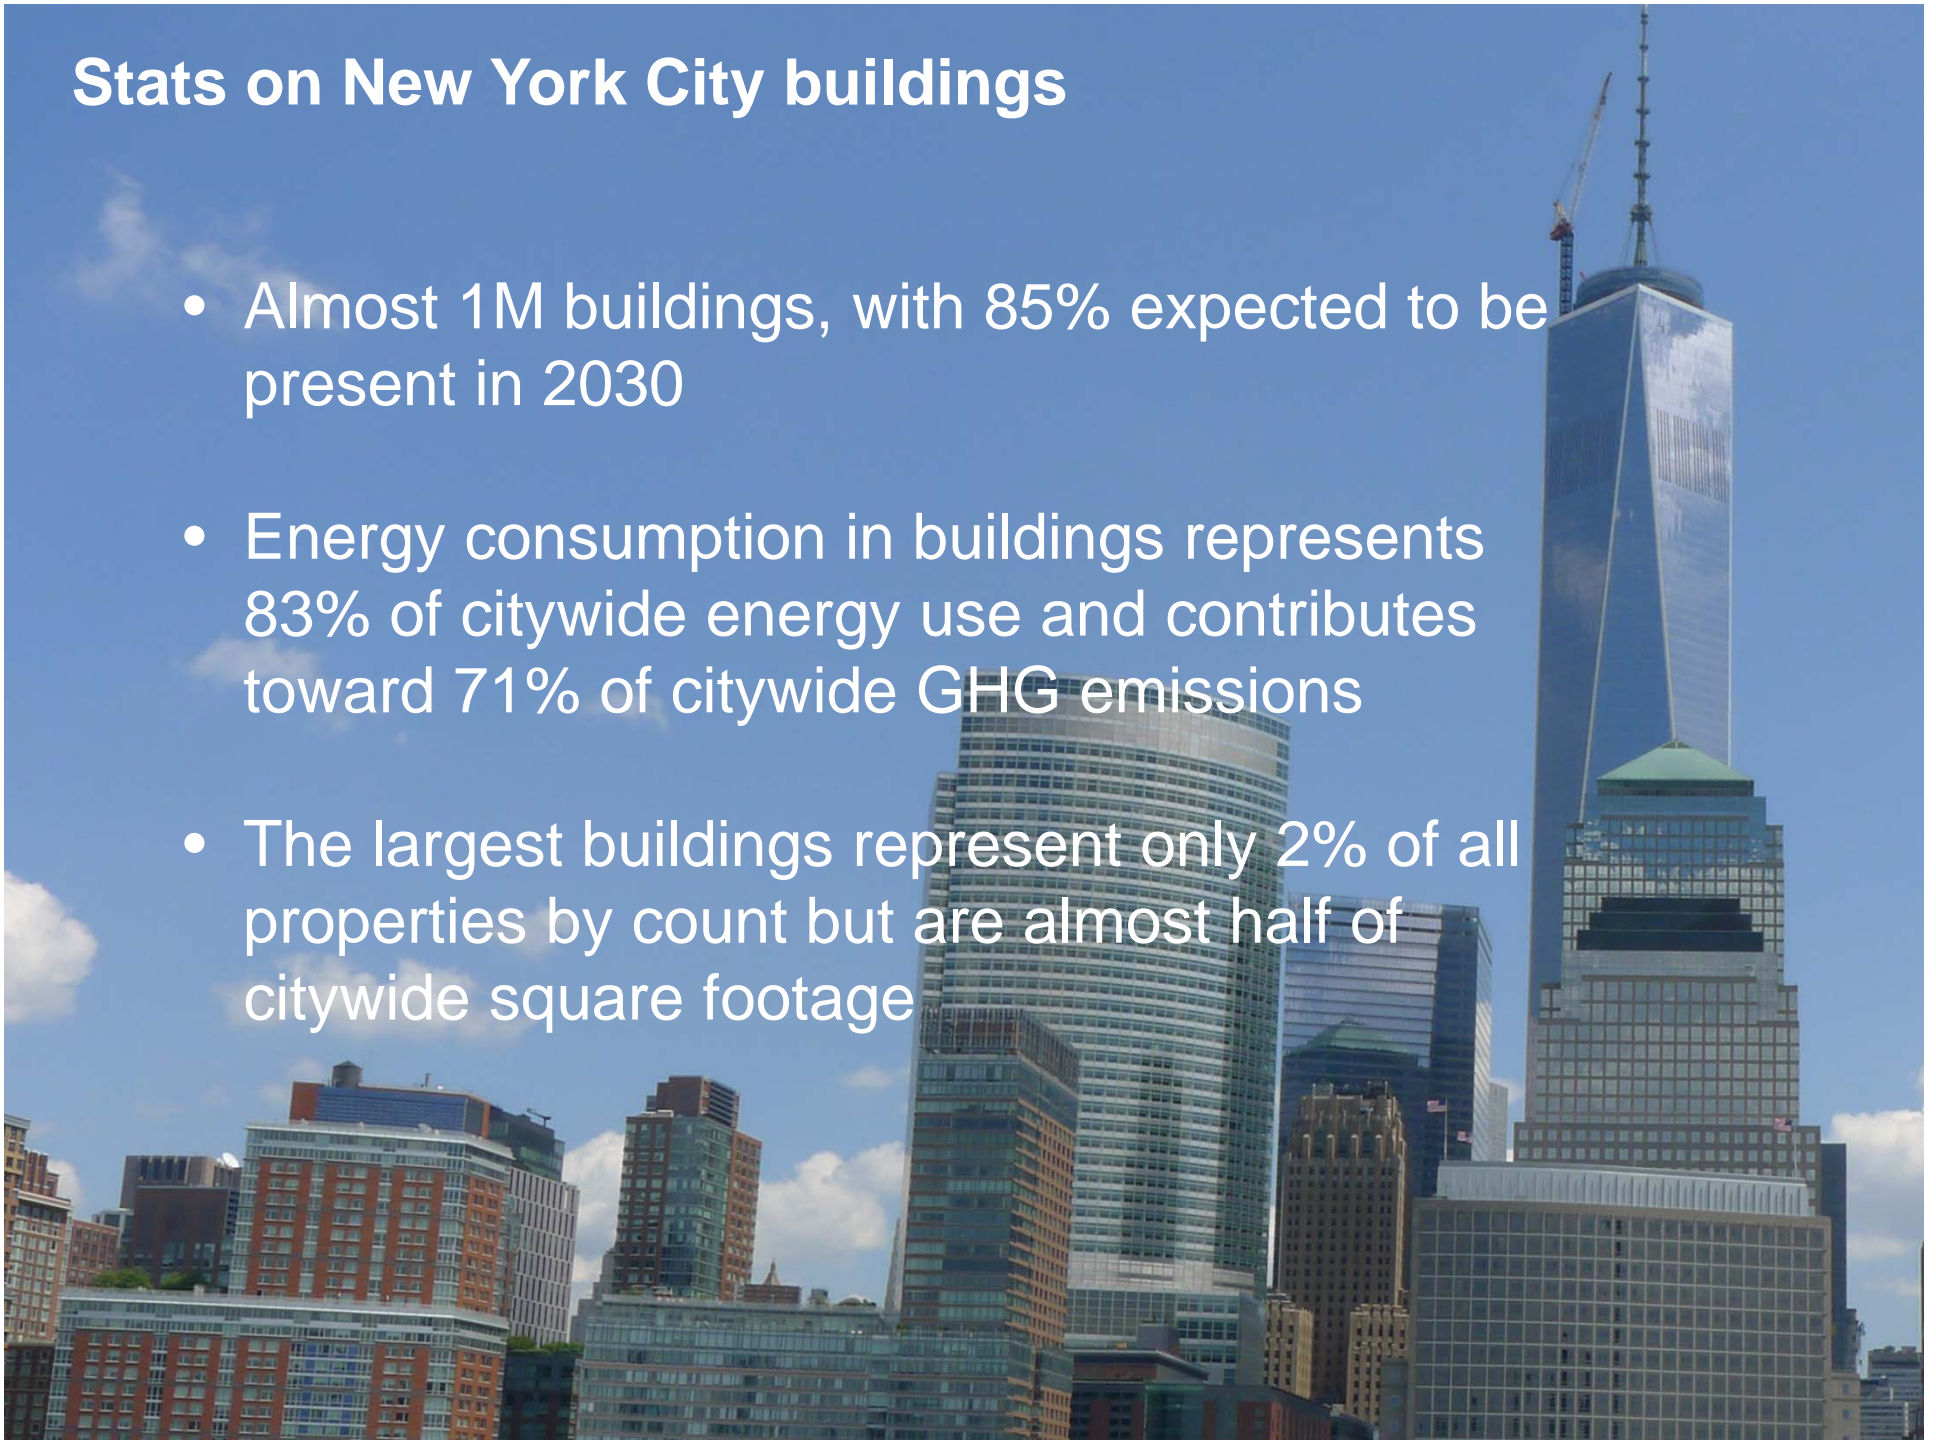 Stats on New York City buildings
• Almost 1M buildings, with 85% expected to be
present in 2030
• Energy consumption in buildings represents
83% of citywide energy use and contributes
toward 71% of citywide GHG emissions
• The largest buildings represent only 2% of all
properties by count but are almost half of
citywide square footage